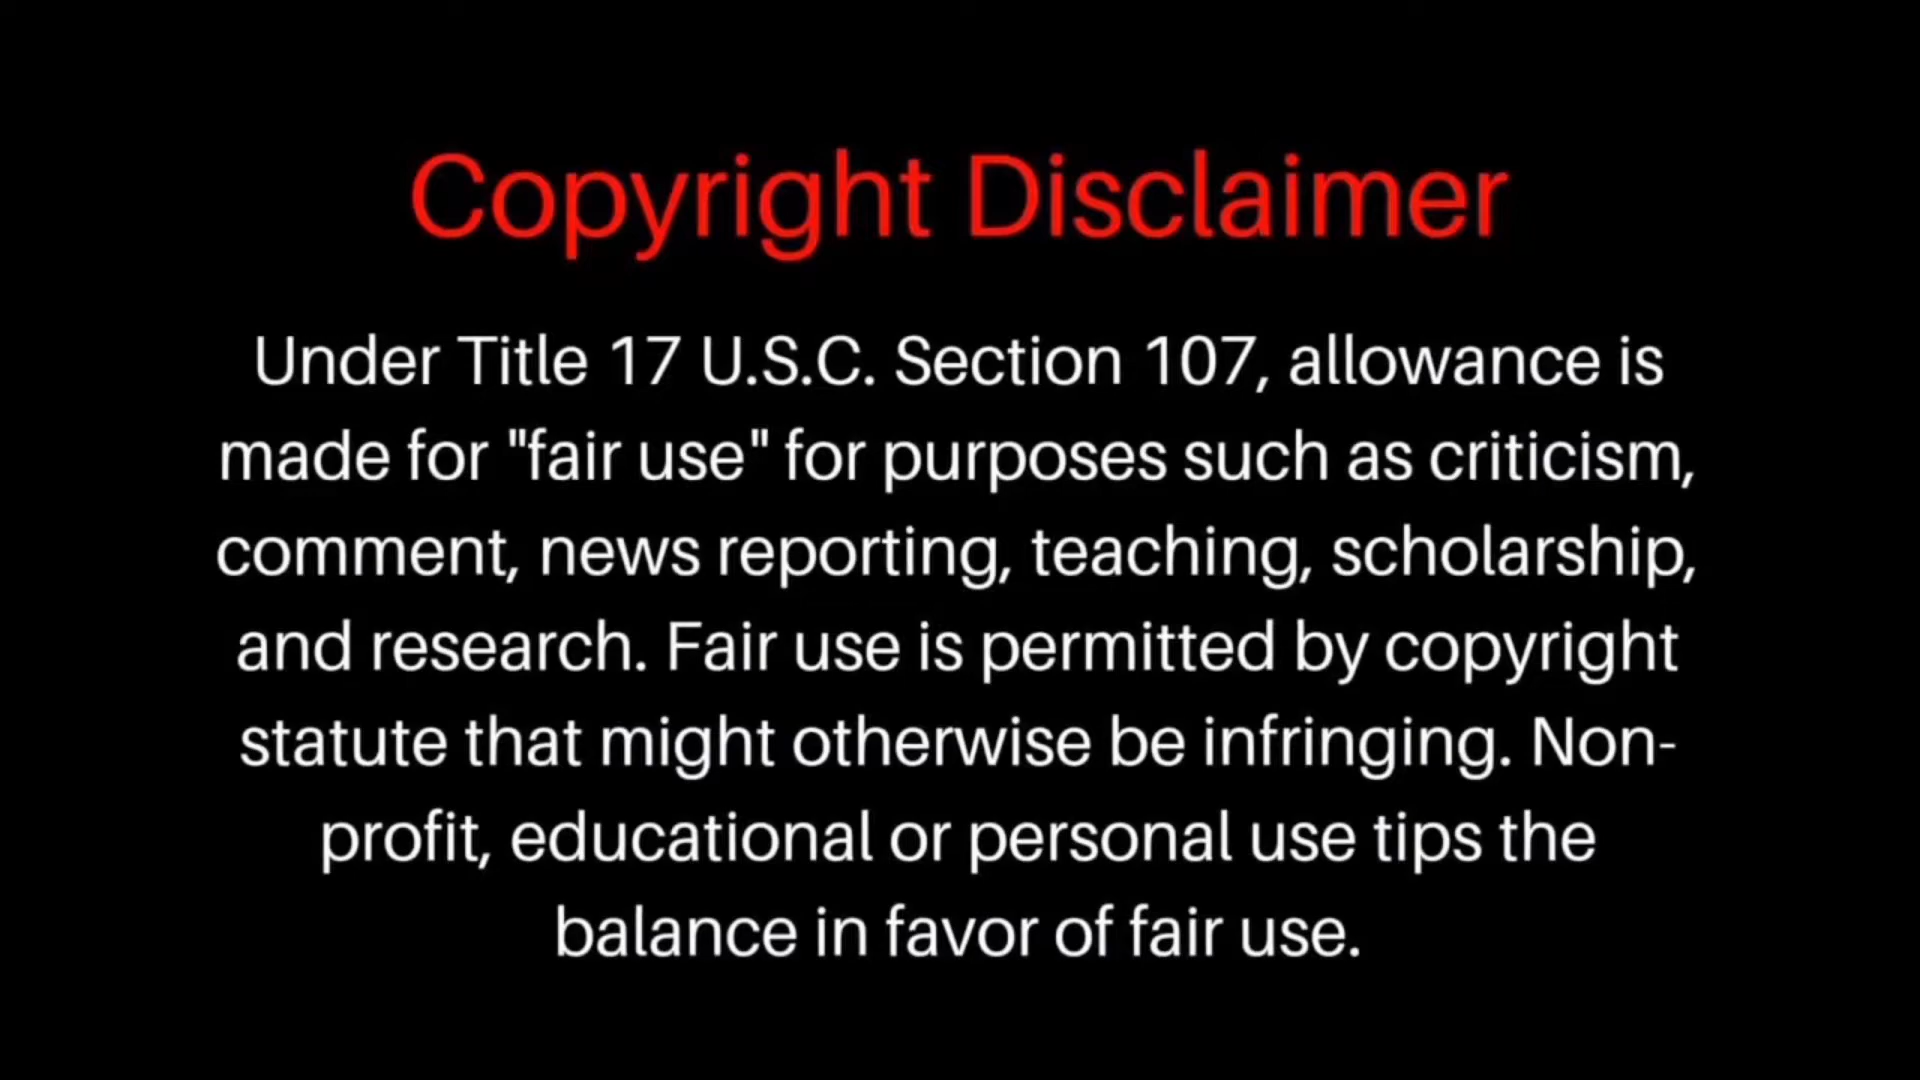 Copyright Disclaimer
Under Title 17 U.S.C. Section 107, allowance is
made for "fair use" for purposes such as criticism,
comment, news reporting, teaching, scholarship,
and research. Fair use is permitted by copyright
statute that might otherwise be infringing. Non-
profit, educational or personal use tips the
balance in favor of fair use.